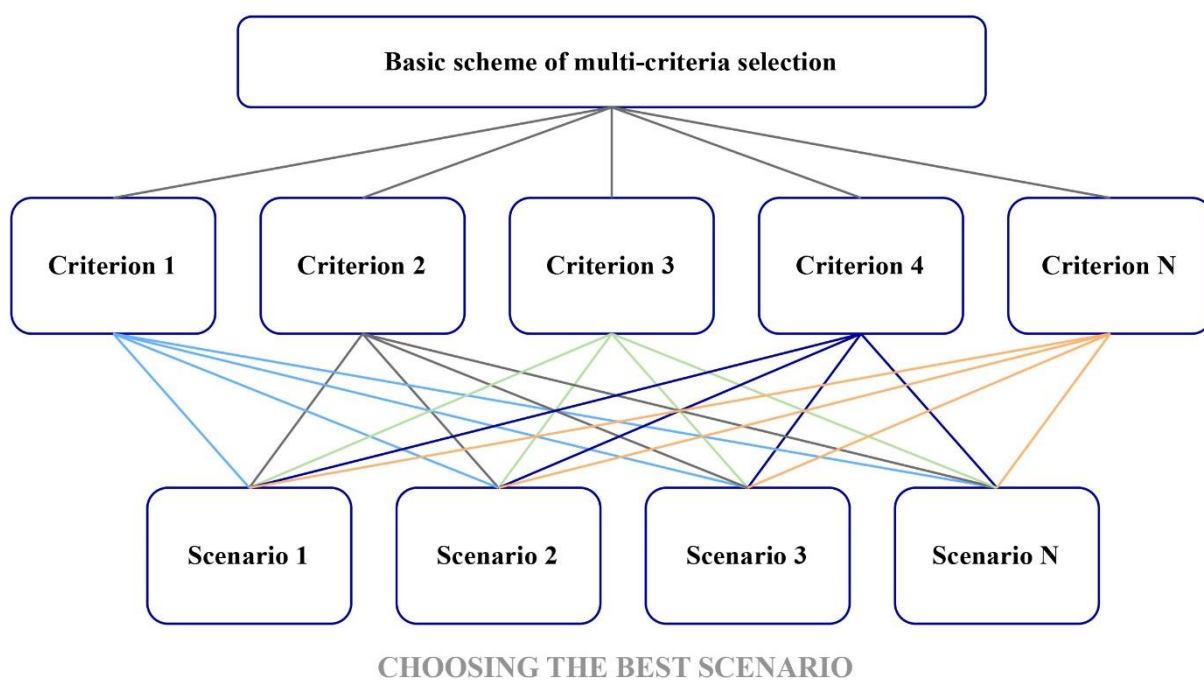 Basic scheme of multi-criteria selection
Criterion 1
Criterion 2
Criterion 3
Criterion 4
Criterion N
Scenario 1
Scenario 2
Scenario 3
Scenario N
CHOOSING THE BEST SCENARIO